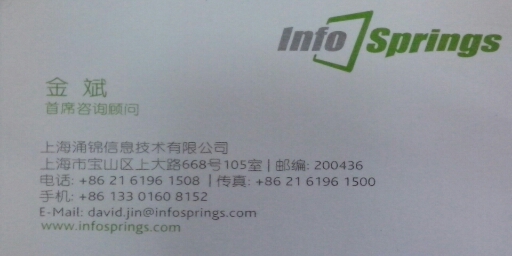 Info Springs
金 斌
首席咨询顾问
上海涌锦信息技术有限公司
上海市宝山区上大路668号105室 | 邮编: 200436
电话: +86 21 6196 1508 | 传真: +86 21 6196 1500
手机: +86 133 0160 8152
E-Mail: david.jin@infosprings.com
www.infosprings.com